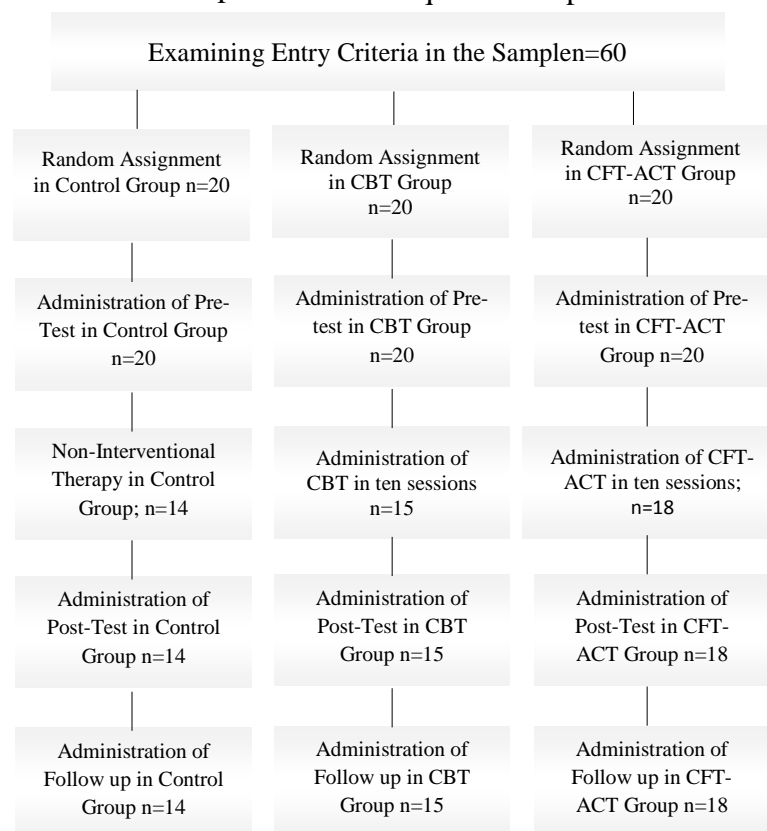 Examining Entry Criteria in the Samplen=60
Random Assignment
in Control Group n=20
Random Assignment
in CBT Group
n=20
Random Assignment
in CFT-ACT Group
n=20
Administration of Pre-
Test in Control Group
n=20
Administration of Pre-
test in CBT Group
n=20
Administration of Pre-
test in CFT-ACT
Group n=20
Non-Interventional
Therapy in Control
Group; n=14
Administration of
CBT in ten sessions
n=15
Administration of CFT-
ACT in ten sessions;
n=18
Administration of
Post-Test in Control
Group n=14
Administration of
Post-Test in CBT
Group n=15
Administration of
Post-Test in CFT-
ACT Group n=18
Administration of
Follow up in Control
Group n=14
Administration of
Follow up in CBT
Group n=15
Administration of
Follow up in CFT-
ACT Group n=18